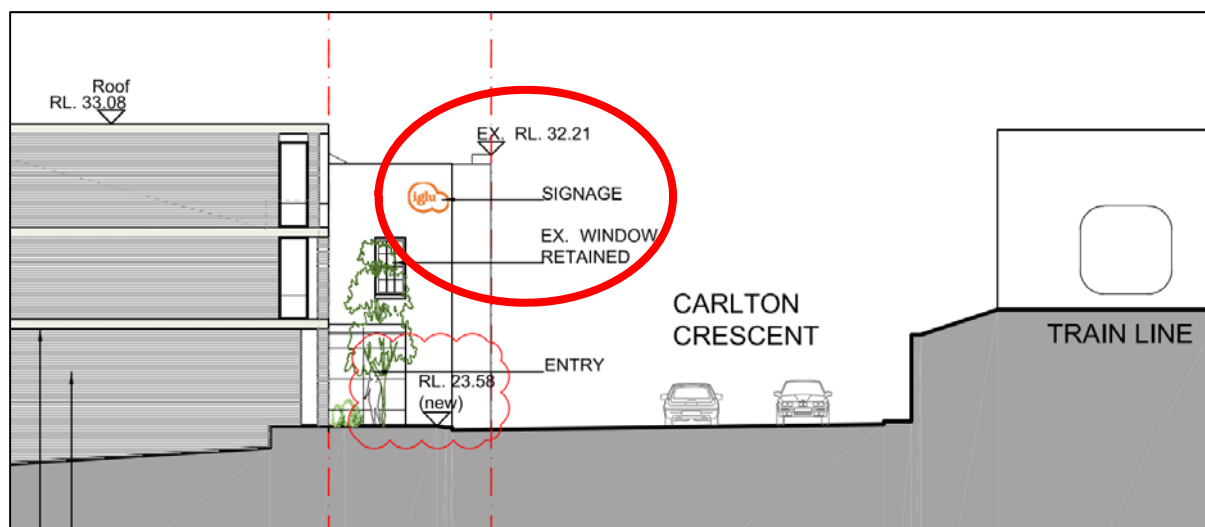 Roof
RL. 33.08
EX. RL. 32.21
iglu
SIGNAGE
EX. WINDOW
RETAINED
CARLTON
CRESCENT
TRAIN LINE
ENTRY
RL. 23.58
(new)